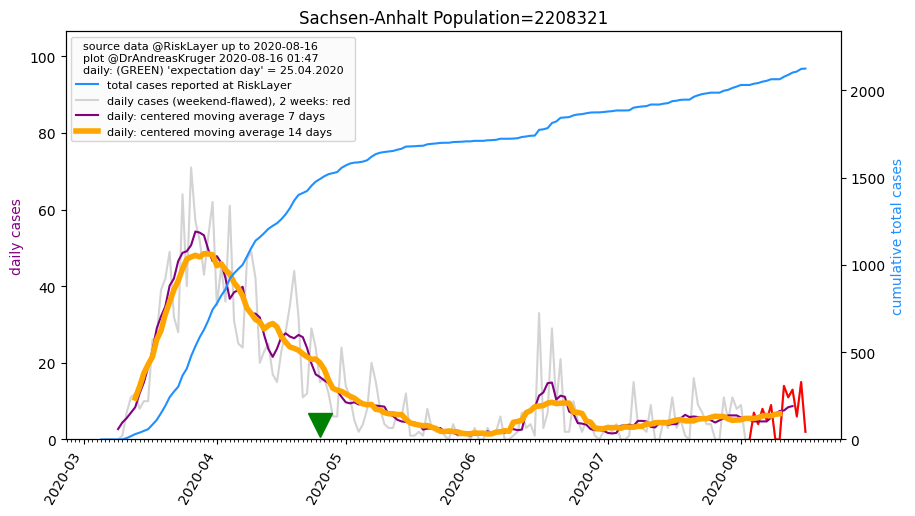 Sachsen-Anhalt Population=2208321
source data @RiskLayer up to 2020-08-16
plot @DrAndreasKruger 2020-08-16 01:47
daily: (GREEN) 'expectation day' = 25.04.2020
total cases reported at RiskLayer
daily cases (weekend-flawed), 2 weeks: red
daily: centered moving average 7 days
daily: centered moving average 14 days
daily cases
100
80
60
40
20
0
cumulative total cases
2000
1500
1000
500
0
2020-03
2020-04
2020-05
2020-06
2020-07
2020-08